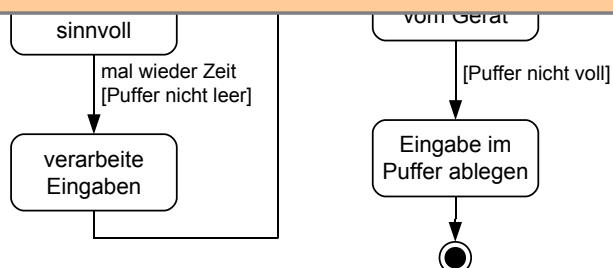 sinnvoll
mal wieder Zeit
[Puffer nicht leer]
verarbeite
Eingaben
vom Gerät
[Puffer nicht voll]
Eingabe im
Puffer ablegen